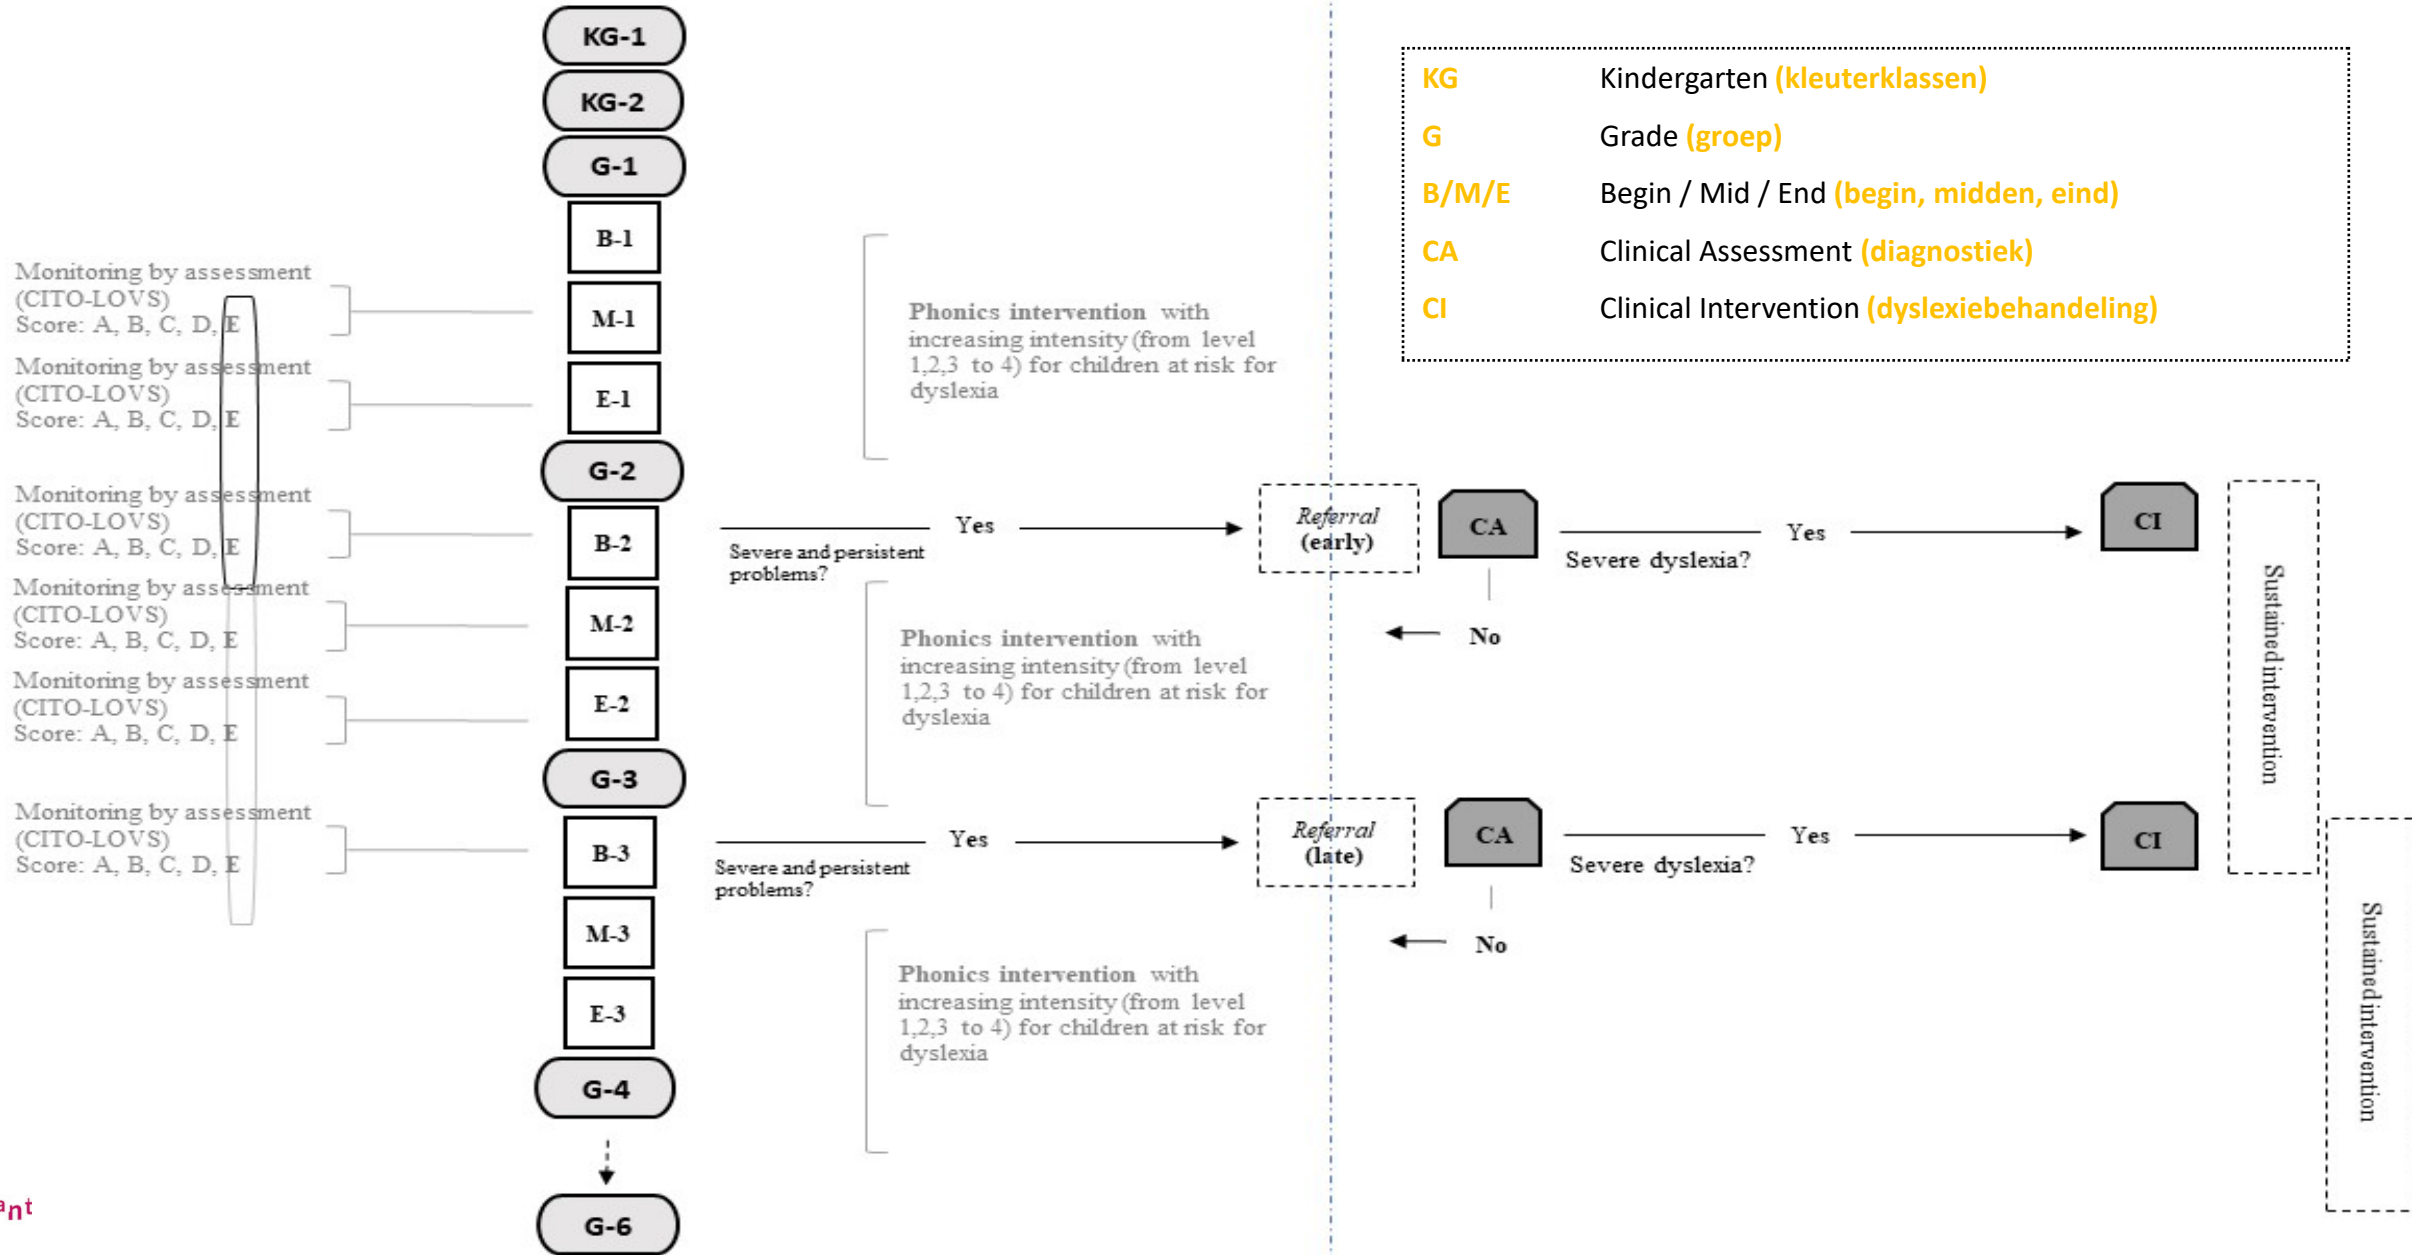 KG-1
KG-2
G-1
B-1
M-1
E-1
G-2
B-2
M-2
E-2
G-3
B-3
M-3
E-3
G-4
G-6
Monitoring by assessment
(CITO-LOVS)
Score: A, B, C, D, E
Monitoring by assessment
(CITO-LOVS)
Score: A, B, C, D, E
Monitoring by assessment
(CITO-LOVS)
Score: A, B, C, D, E
Monitoring by assessment
(CITO-LOVS)
Score: A, B, C, D, E
Monitoring by assessment
(CITO-LOVS)
Score: A, B, C, D, E
Monitoring by assessment
(CITO-LOVS)
Score: A, B, C, D, E
Phonics intervention with
increasing intensity (from level
1,2,3 to 4) for children at risk for
dyslexia
Severe and persistent
problems?
Yes
Referral
(early)
CA
No
Severe dyslexia?
Yes
CI
Sustained intervention
Phonics intervention with
increasing intensity (from level
1,2,3 to 4) for children at risk for
dyslexia
Severe and persistent
problems?
Yes
Referral
(late)
CA
No
Severe dyslexia?
Yes
CI
Sustained intervention
Phonics intervention with
increasing intensity (from level
1,2,3 to 4) for children at risk for
dyslexia
KG Kindergarten (kleuterklassen)
G Grade (groep)
B/M/E Begin / Mid / End (begin, midden, eind)
CA Clinical Assessment (diagnostiek)
CI Clinical Intervention (dyslexiebehandeling)